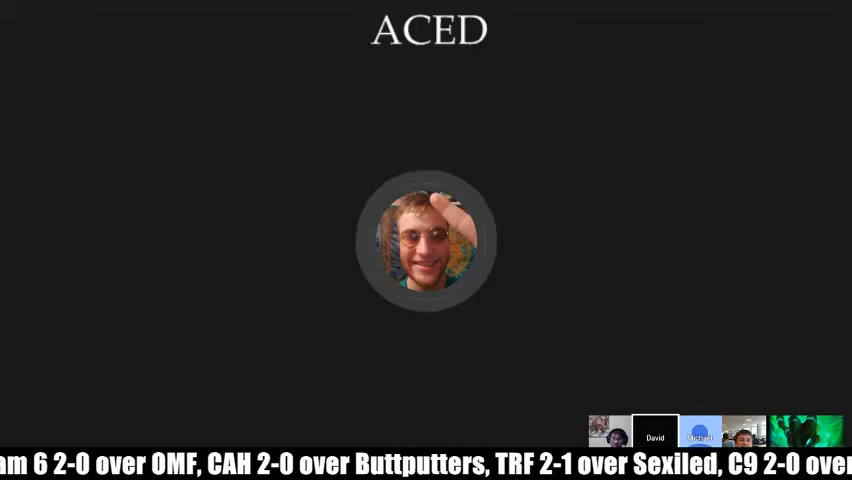 ACED
David
Michael
am 6 2-0 over OMF, CAH 2-0 over Buttputters, TRF 2-1 over Sexiled, C9 2-0 over